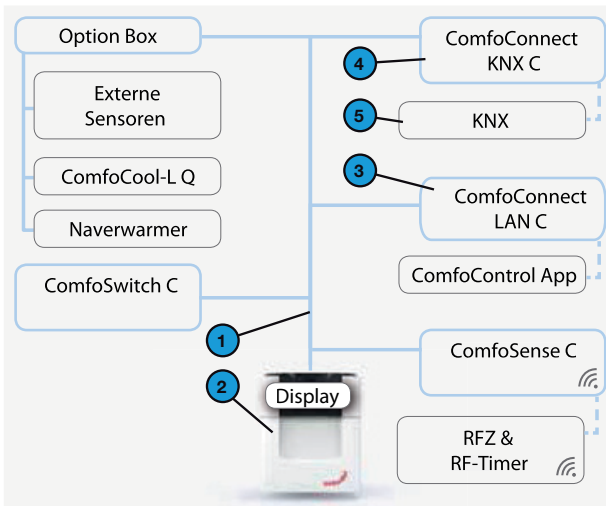 Option Box
Externe
Sensoren
ComfoCool-L Q
Naverwarmer
ComfoSwitch C
1
2
Display
ComfoConnect
KNX C
4
5
KNX
3
ComfoConnect
LAN C
ComfoControl App
ComfoSense C
RFZ &
RF-Timer